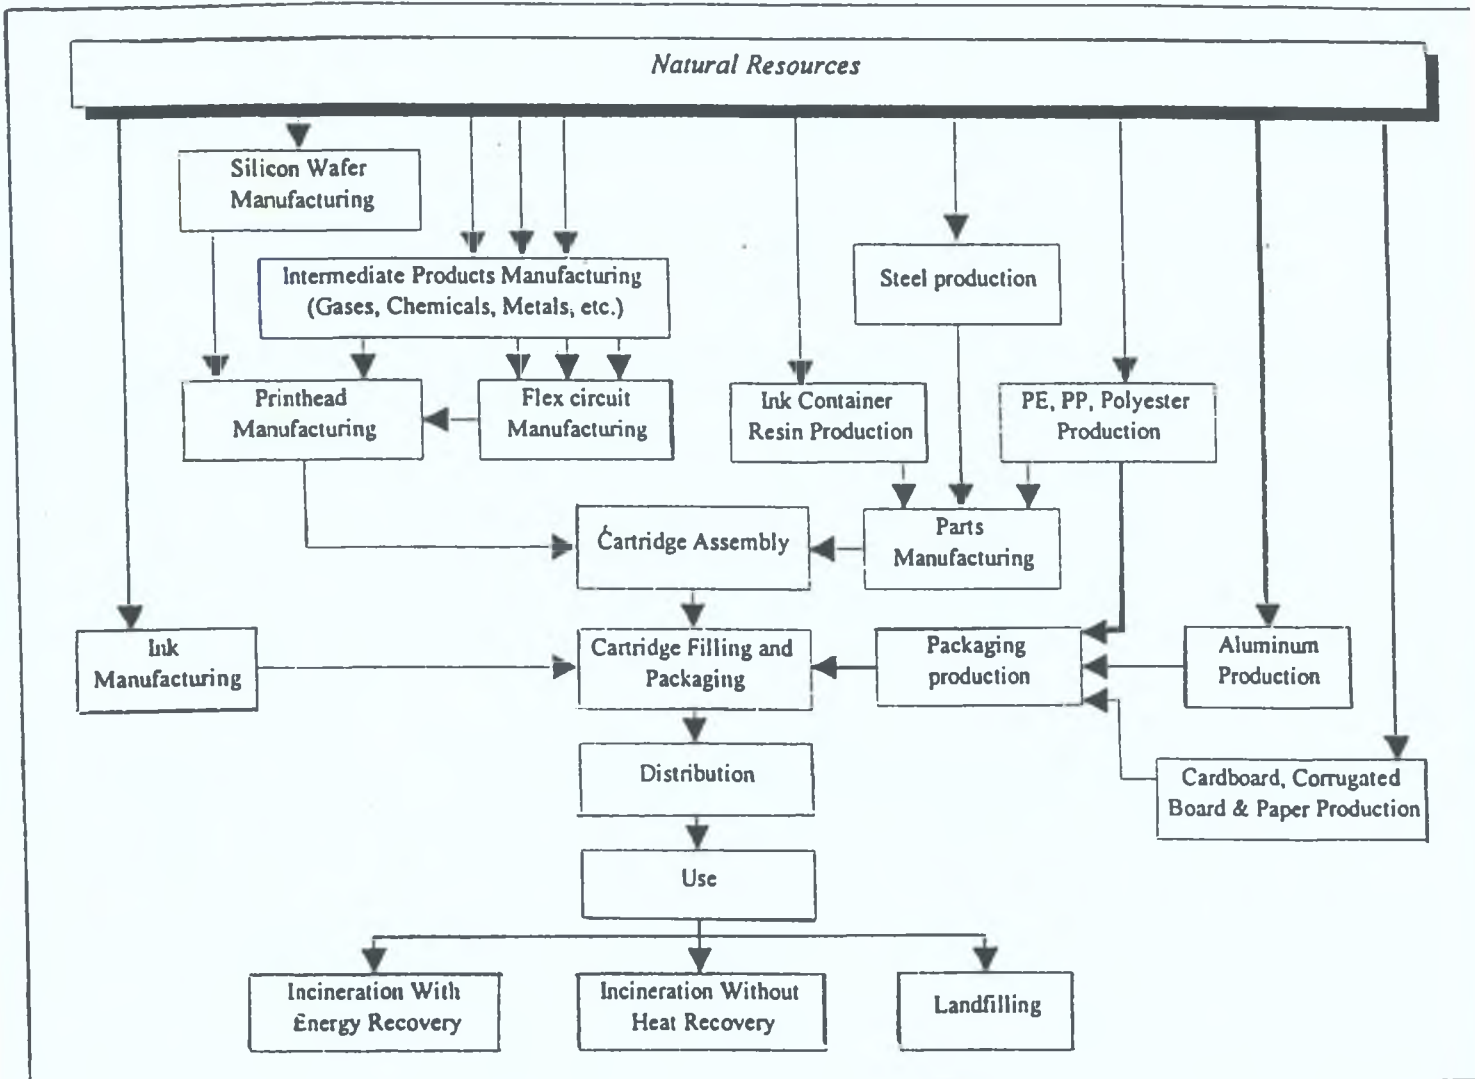 Natural Resources
Silicon Wafer
Manufacturing
Intermediate Products Manufacturing
(Gases, Chemicals, Metals, etc.)
Steel production
Printhead
Manufacturing
Flex circuit
Manufacturing
Ink Container
Resin Production
PE, PP, Polyester
Production
Cartridge Assembly
Parts
Manufacturing
Ink
Manufacturing
Cartridge Filling and
Packaging
Packaging
production
Aluminum
Production
Distribution
Cardboard, Corrugated
Board & Paper Production
Use
Incineration With
Energy Recovery
Incineration Without
Heat Recovery
Landfilling